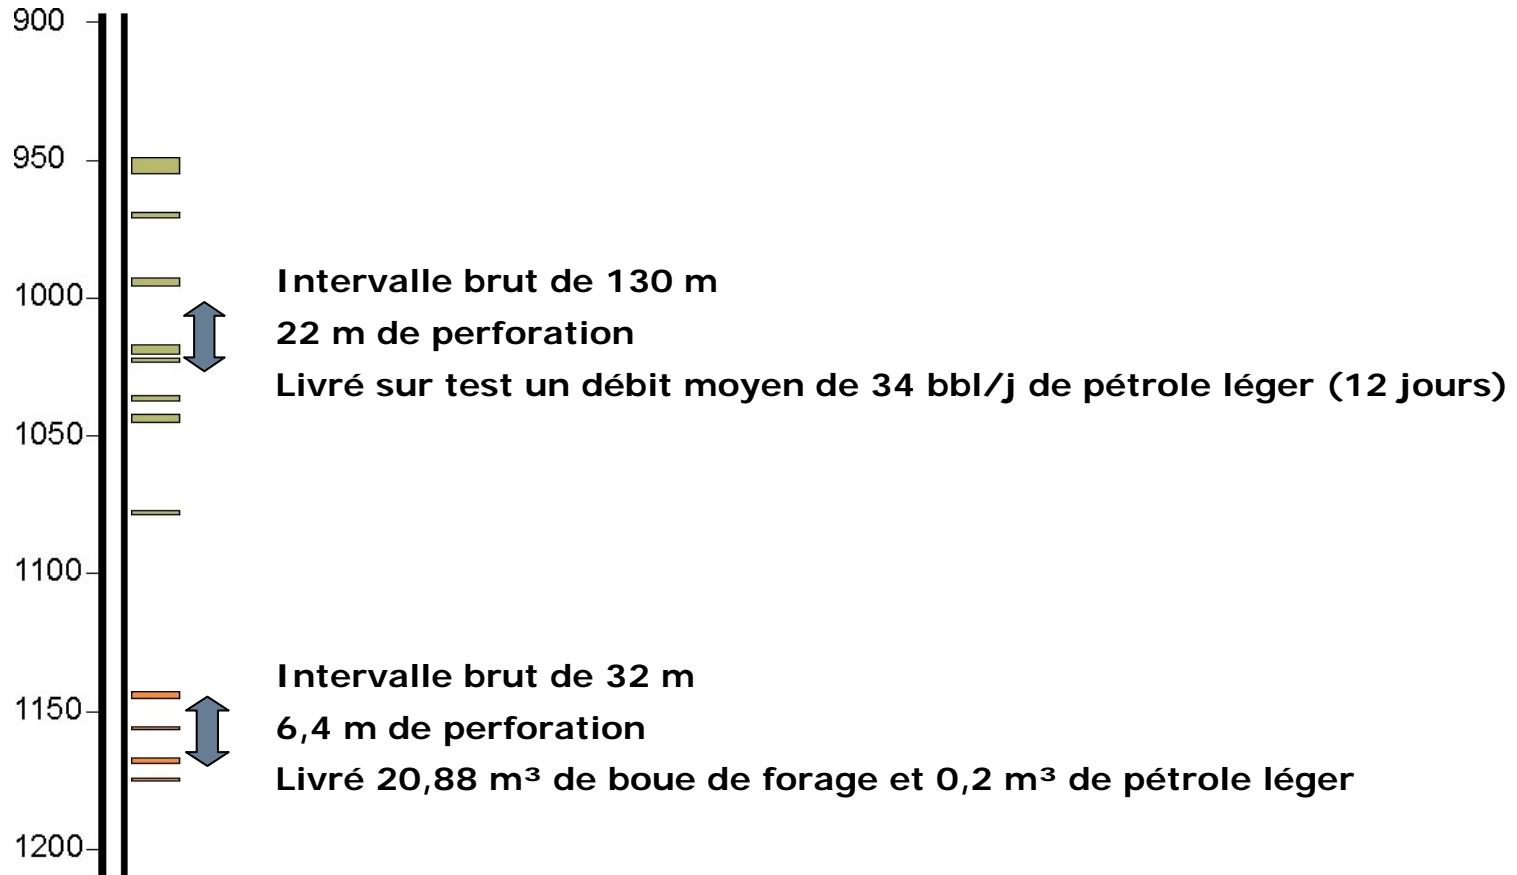 900
950
1000
1050
1100
1150
1200
Intervalle brut de 130 m
22 m de perforation
Livré sur test un débit moyen de 34 bbl/j de pétrole léger (12 jours)
Intervalle brut de 32 m
6,4 m de perforation
Livré 20,88 m³ de boue de forage et 0,2 m³ de pétrole léger